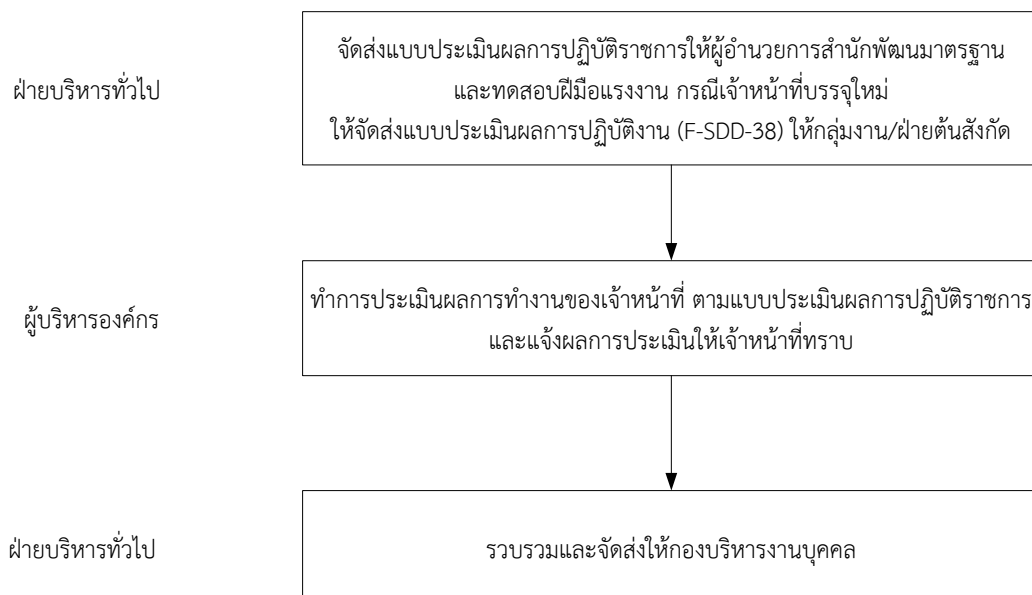 จัดส่งแบบประเมินผลการปฏิบัติราชการให้ผู้อำนวยการสำนักพัฒนมาตรฐาน
ฝ่ายบริหารทั่วไป
และทดสอบฝีมือแรงงาน กรณีเจ้าหน้าที่บรรจุใหม่
ให้จัดส่งแบบประเมินผลการปฏิบัติงาน (F-SDD-38) ให้กลุ่มงาน/ฝ่ายต้นสังกัด
ผู้บริหารองค์กร
ทำการประเมินผลการทำงานของเจ้าหน้าที่ ตามแบบประเมินผลการปฏิบัติราชการ
และแจ้งผลการประเมินให้เจ้าหน้าที่ทราบ
ฝ่ายบริหารทั่วไป
รวบรวมและจัดส่งให้กองบริหารงานบุคคล